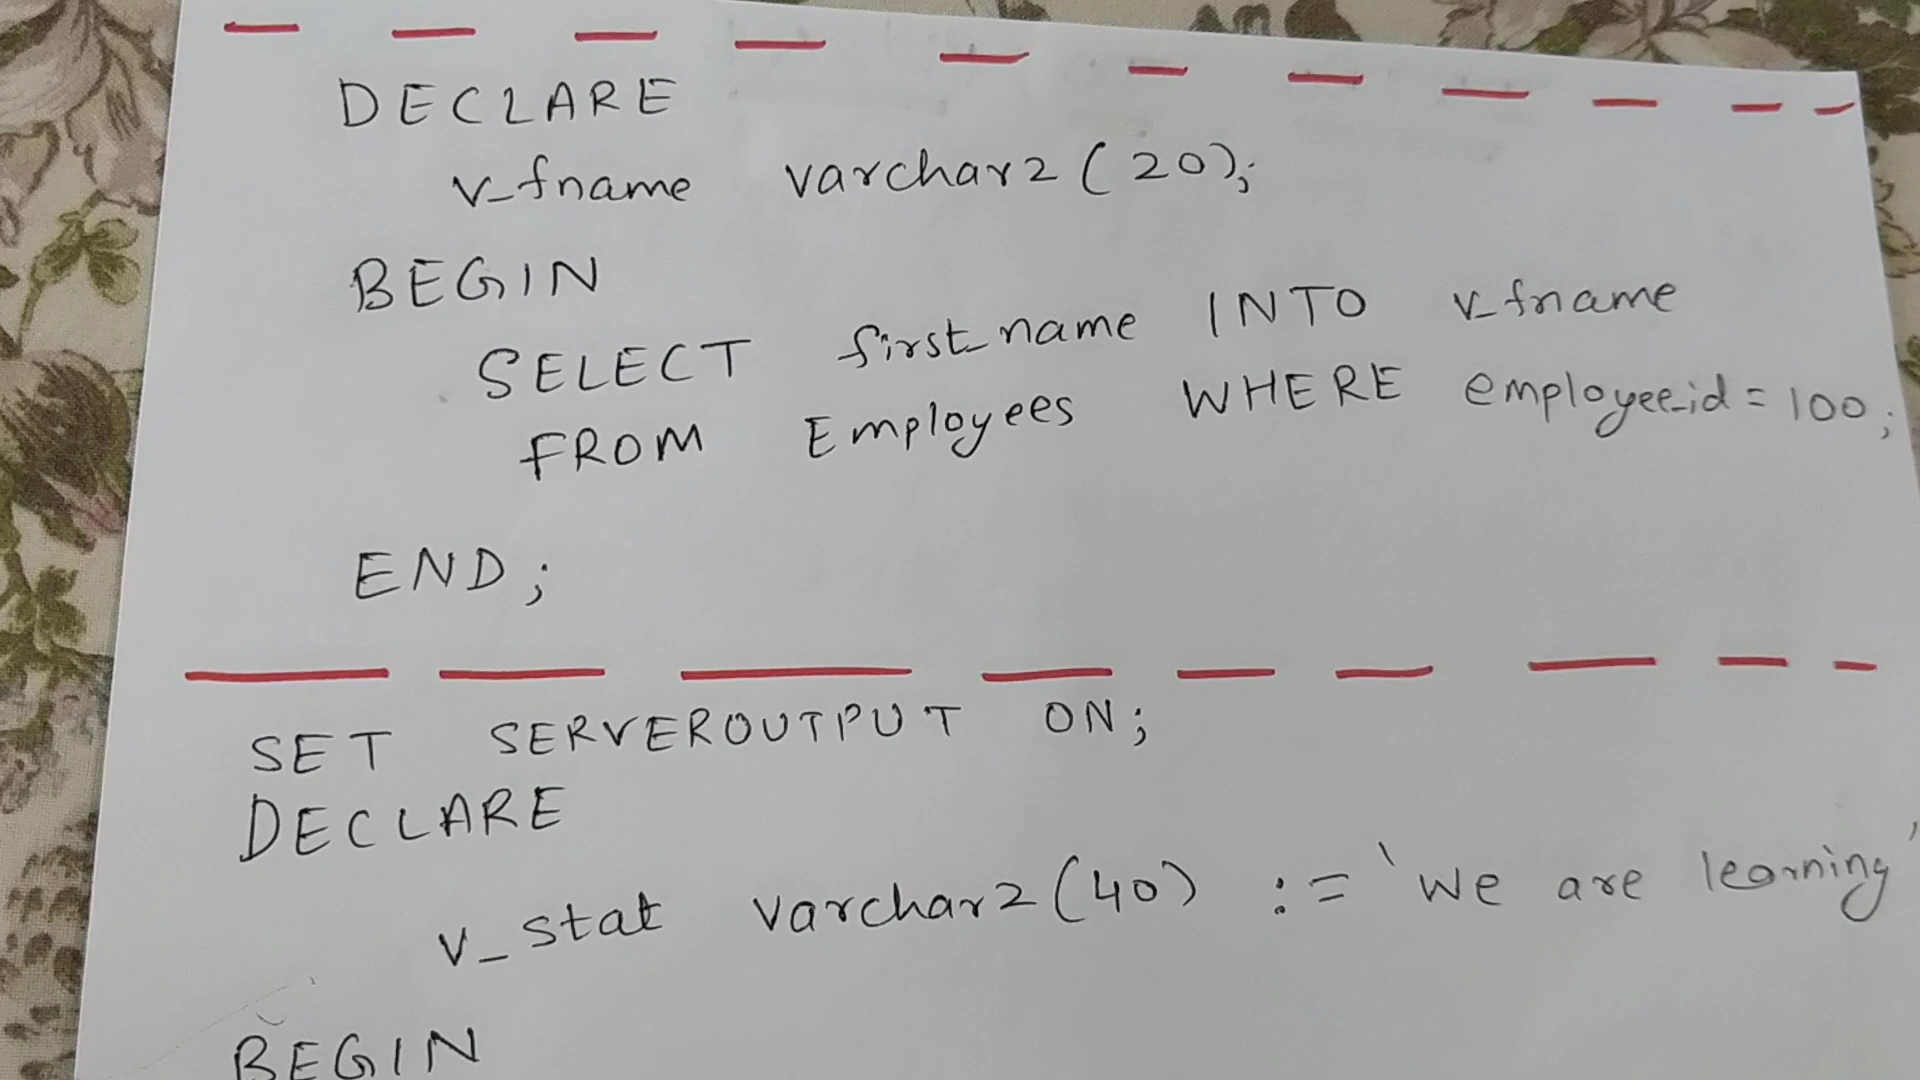 DECLARE
v_fname varchar2 (20);
BEGIN
SELECT first_name INTO v_fname
FROM Employees WHERE employee_id = 100;
END;
SET SERVEROUTPUT ON;
DECLARE
v_stat varchar2 (40) := 'We are learning'
BEGIN